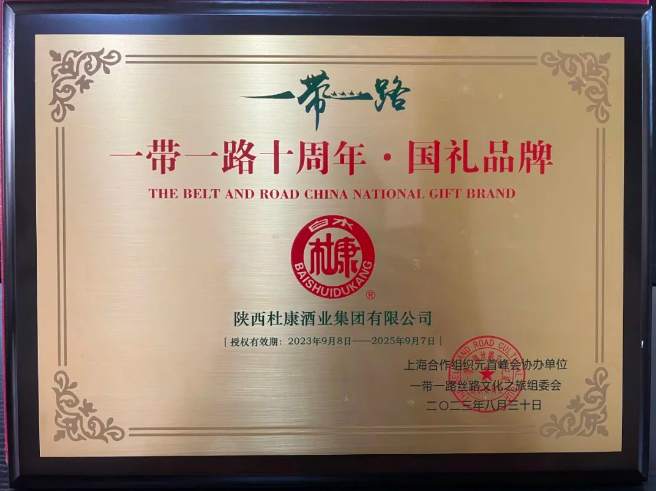 一带一路
一带一路十周年·国礼品牌
THE BELT AND ROAD CHINA NATIONAL GIFT BRAND
白水
杜康
BAISHUIDUKANG
®
陕西杜康酒业集团有限公司
[ 授权有效期：2023年9月8日——2025年9月7日 ]
上海合作组织元首峰会协办单位
一带一路丝路文化之旅组委会
二〇二三年八月三十日